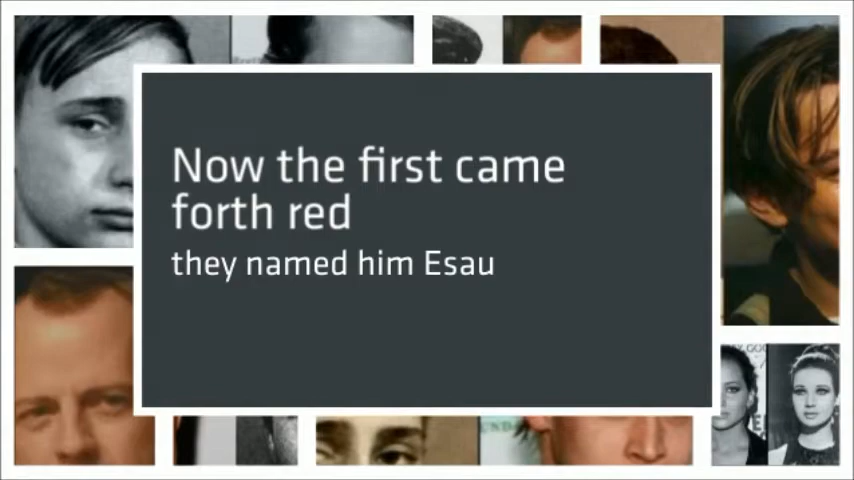 Now the first came
forth red
they named him Esau